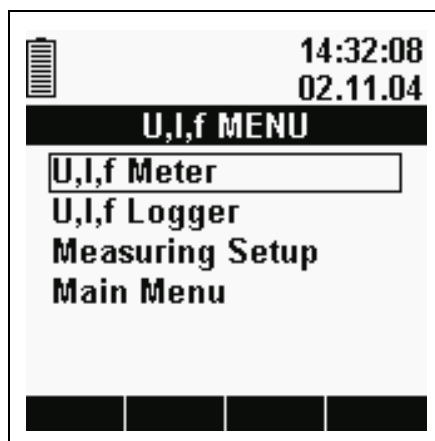 14:32:08
02.11.04
U,I,f MENU
U,I,f Meter
U,I,f Logger
Measuring Setup
Main Menu